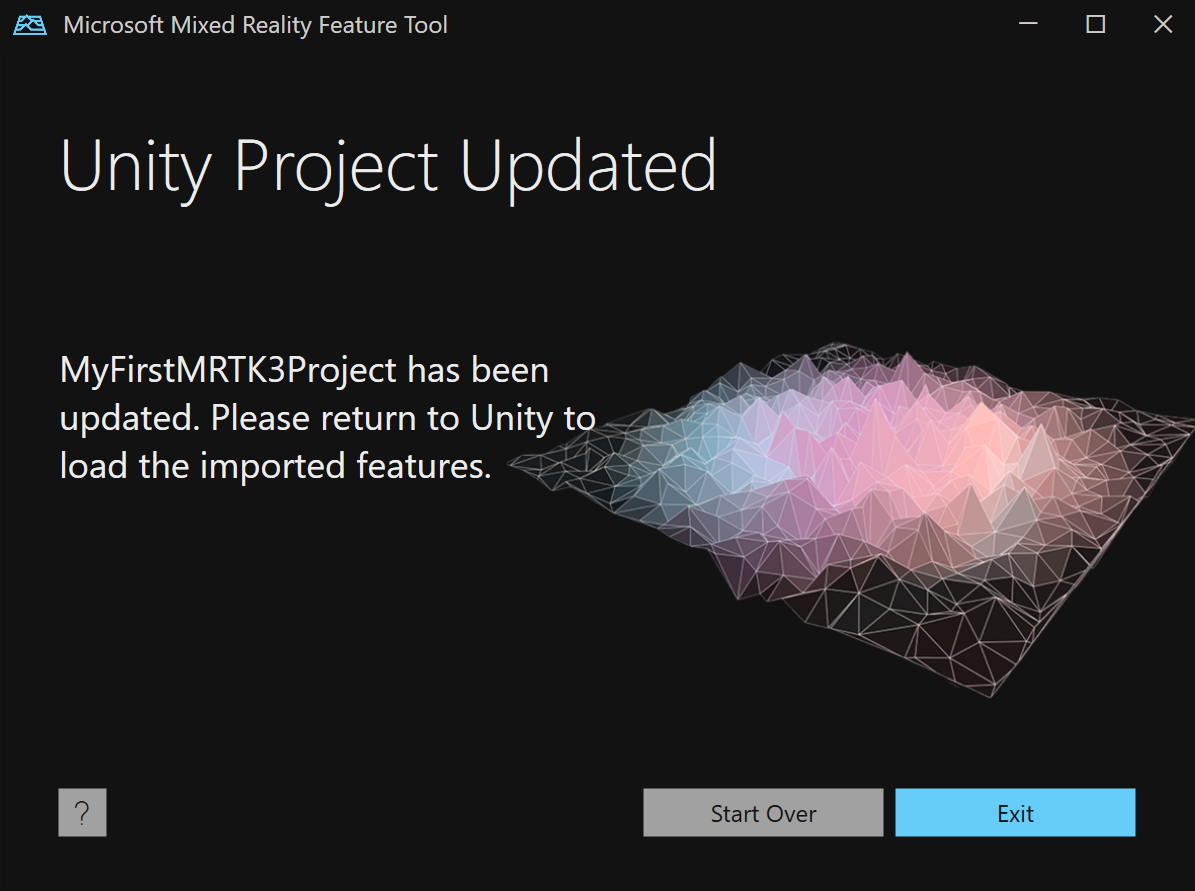 Microsoft Mixed Reality Feature Tool
Unity Project Updated
MyFirstMRTK3Project has been
updated. Please return to Unity to
load the imported features.
?
Start Over
Exit